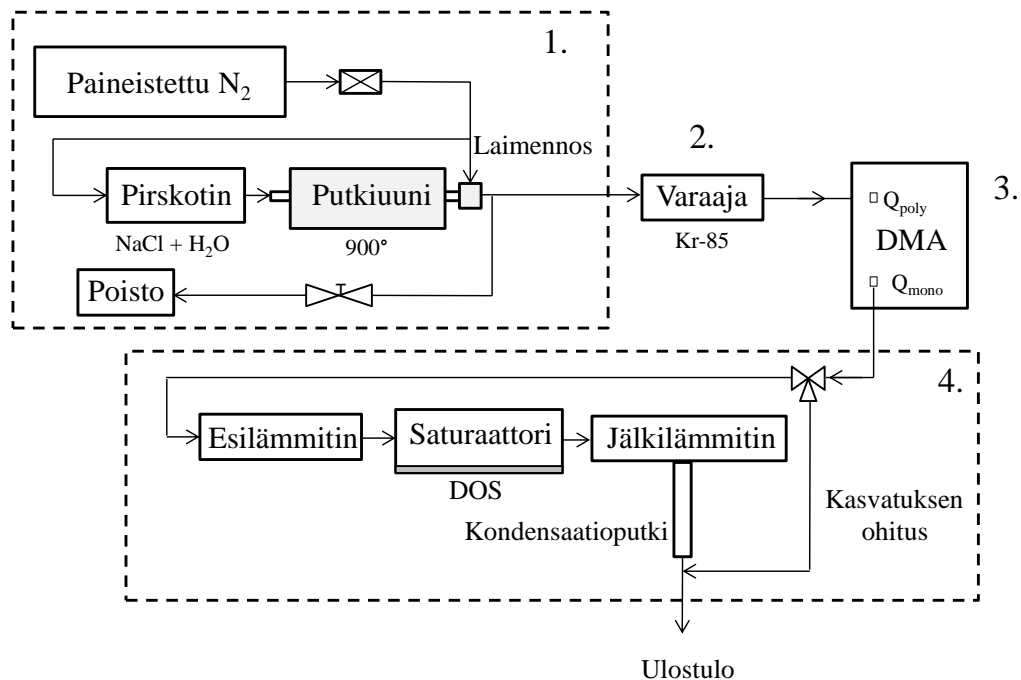 1.
Paineistettu N₂
Laimennos
Pirskotin
Putkiuuni
NaCl + H₂O
900°
Poisto
2.
Varaaja
Kr-85
3.
Qpoly
DMA
Qmono
4.
Esilämmitin
Saturaattori
Jälkilämmitin
DOS
Kondensaatioputki
Kasvatuksen
ohitus
Ulostulo